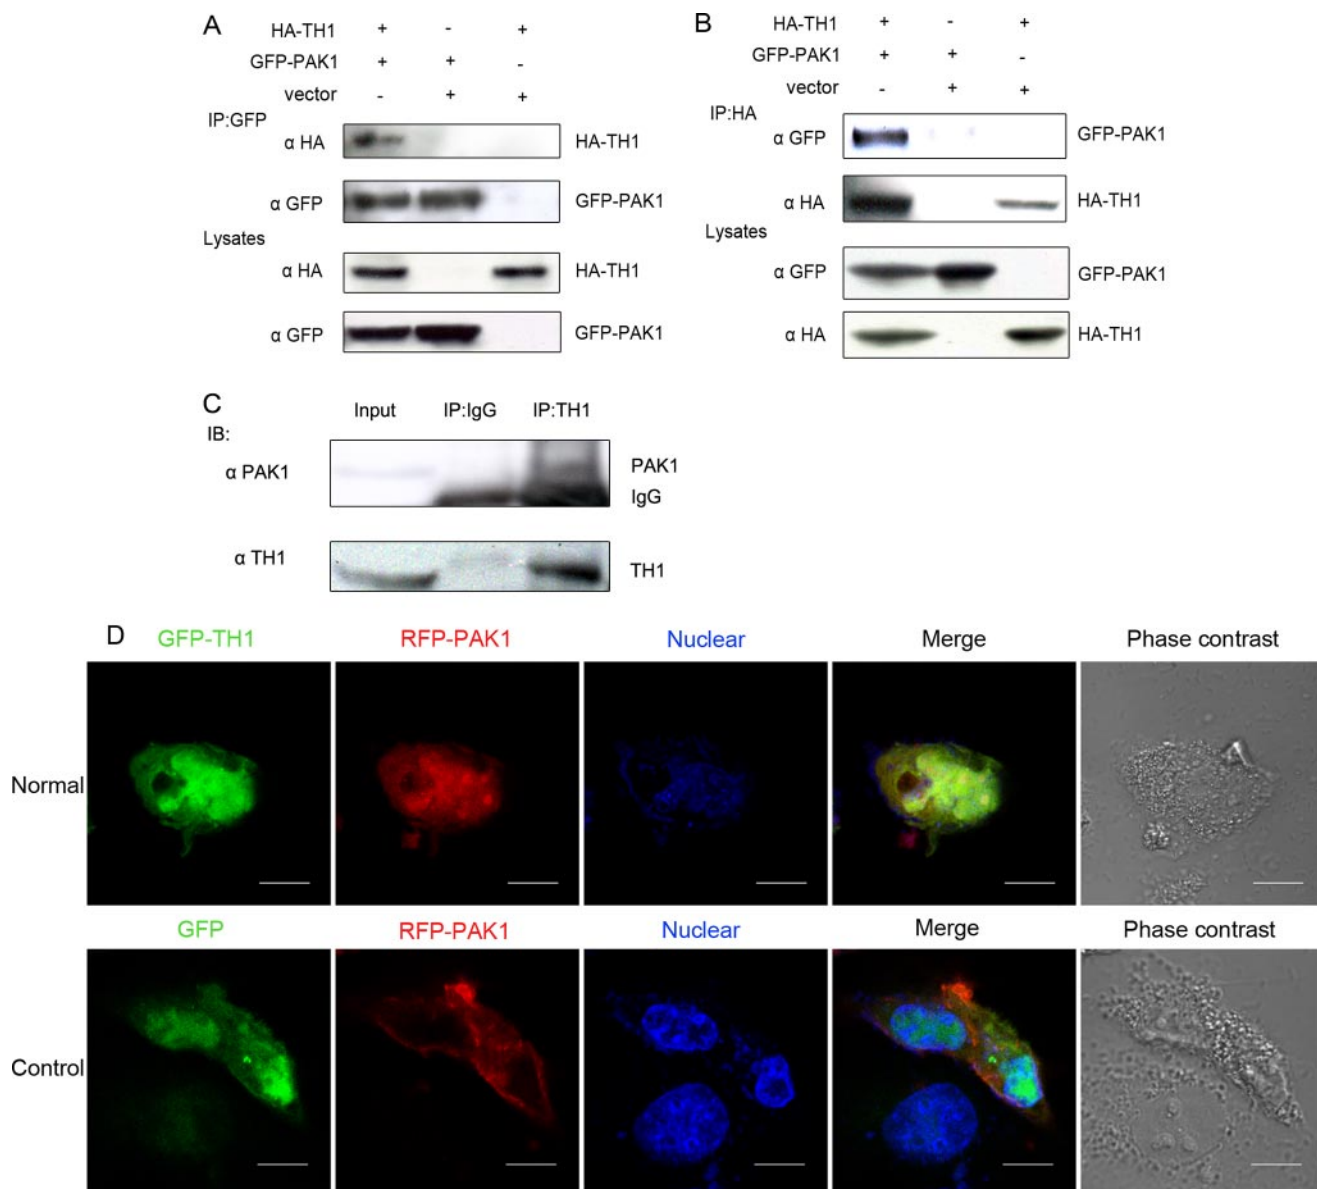 A
HA-TH1 + - +
GFP-PAK1 + + -
vector - + +
IP:GFP
α HA HA-TH1
α GFP GFP-PAK1
Lysates
α HA HA-TH1
α GFP GFP-PAK1
B
HA-TH1 + - +
GFP-PAK1 + + -
vector - + +
IP:HA
α GFP GFP-PAK1
α HA HA-TH1
Lysates
α GFP GFP-PAK1
α HA HA-TH1
C
Input IP:IgG IP:TH1
IB:
α PAK1 PAK1
IgG
α TH1 TH1
D
GFP-TH1 RFP-PAK1 Nuclear Merge Phase contrast
Normal
GFP RFP-PAK1 Nuclear Merge Phase contrast
Control